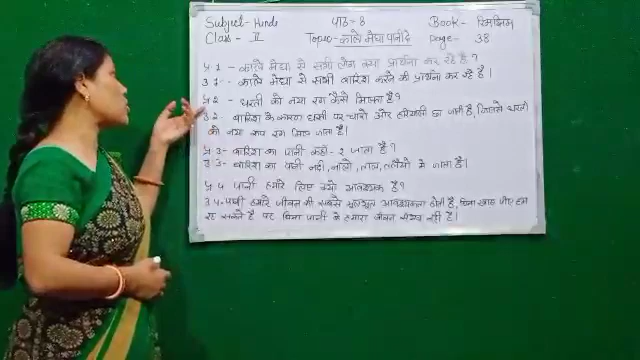 Subject- Hindi पाठ- 8 Book- रिमझिम
Class- II Topic- काले मेघा पानी दे page- 38
प्र 1 - काले मेघा से सभी लोग क्या प्रार्थना कर रहे है?
उ 1- काले मेघा से सभी बारिश करने की प्रार्थना कर रहे है।
प्र 2 - धरती को नया रंग कैसे मिलता है?
उ 2- बारिश के कारण धरती पर चारो ओर हरियाली छा जाती है, जिससे धरती
को नया रूप रंग मिल जाता है।
प्र 3- बारिश का पानी कहाँ-२ जाता है?
उ 3- बारिश का पानी नदी, नालो, ताल, तलैयो मे जाता है।
प्र 4 पानी हमारे लिए क्यो आवश्यक है?
उ 4- पानी हमारे जीवन की सबसे मूलभूत आवश्यकता होती है, बिना खाए पीए हम
रह सकते है पर बिना पानी के हमारा जीवन संभव नहीं है।